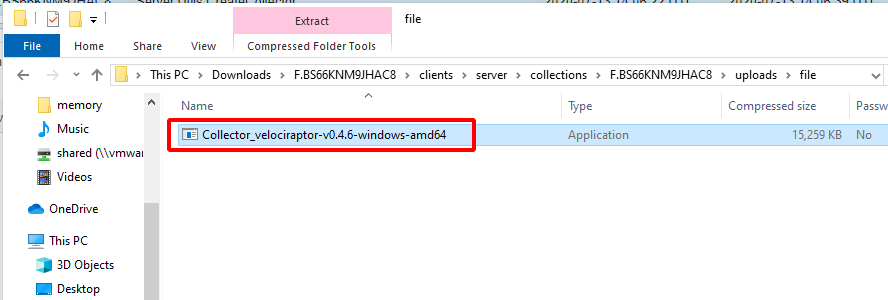 Extract
file
File
Home
Share
View
Compressed Folder Tools
This PC
Downloads
F.BS66KNM9JHAC8
clients
server
collections
F.BS66KNM9JHAC8
uploads
file
Name
Type
Compressed size
Passw
memory
Music
shared (\\vmwar
Videos
OneDrive
This PC
3D Objects
Desktop
Collector_velociraptor-v0.4.6-windows-amd64
Application
15,259 KB
No